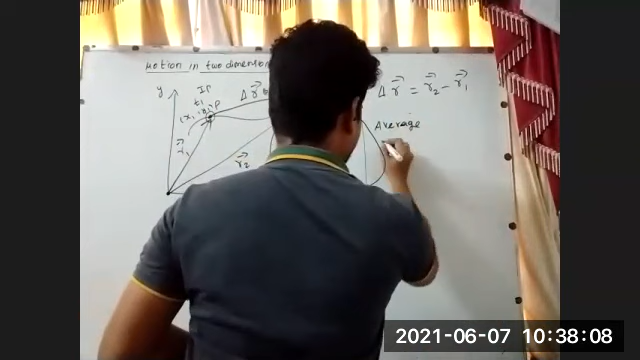 Motion in two dimension
y
IP
t₁
Δr⃗
(x₁, y₁) P
r⃗₁
r⃗₂
Δr⃗ = r⃗₂ - r⃗₁
Average
2021-06-07 10:38:08